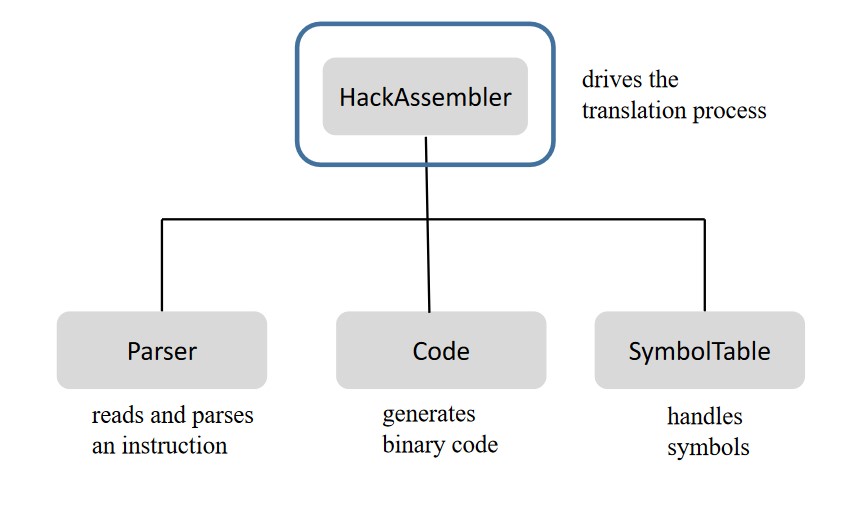 HackAssembler
drives the
translation process
Parser
reads and parses
an instruction
Code
generates
binary code
SymbolTable
handles
symbols